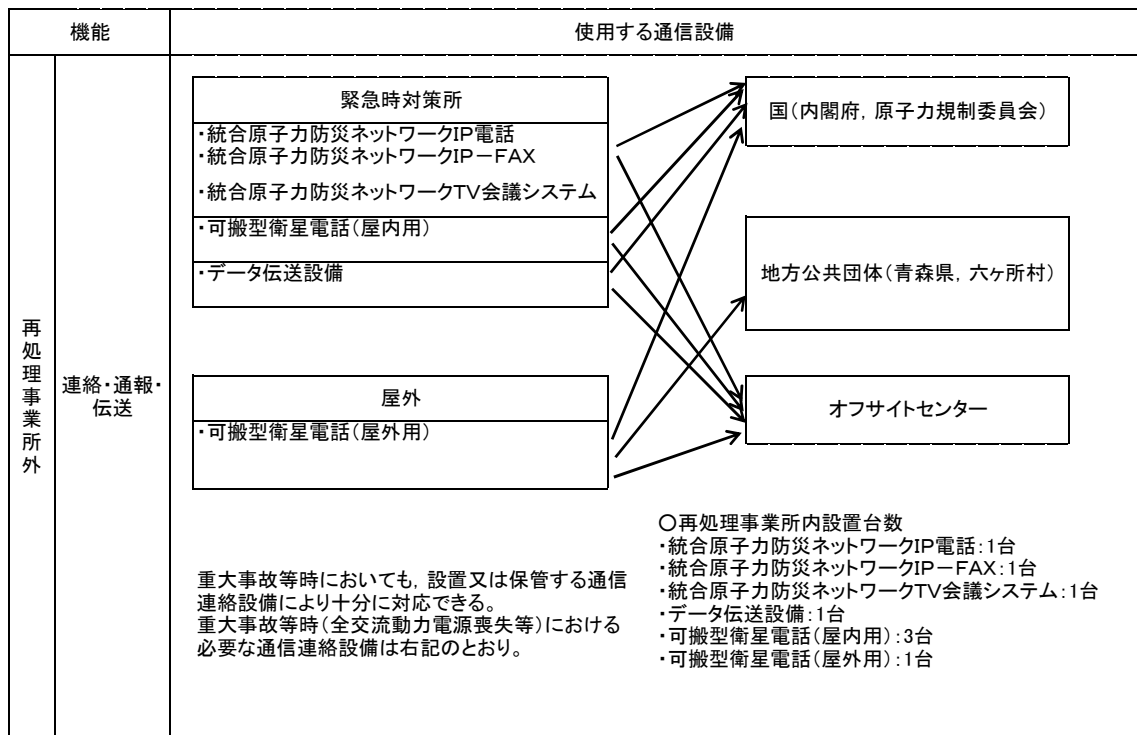 機能
使用する通信設備
再処理事業所外
連絡・通報・
伝送
緊急時対策所
・統合原子力防災ネットワークIP電話
・統合原子力防災ネットワークIP－FAX
・統合原子力防災ネットワークTV会議システム
・可搬型衛星電話(屋内用)
・データ伝送設備
屋外
・可搬型衛星電話(屋外用)
国(内閣府，原子力規制委員会)
地方公共団体(青森県，六ヶ所村)
オフサイトセンター
重大事故等時においても，設置又は保管する通信
連絡設備により十分に対応できる。
重大事故等時(全交流動力電源喪失等)における
必要な通信連絡設備は右記のとおり。
○再処理事業所内設置台数
・統合原子力防災ネットワークIP電話：1台
・統合原子力防災ネットワークIP－FAX：1台
・統合原子力防災ネットワークTV会議システム：1台
・データ伝送設備：1台
・可搬型衛星電話(屋内用)：3台
・可搬型衛星電話(屋外用)：1台